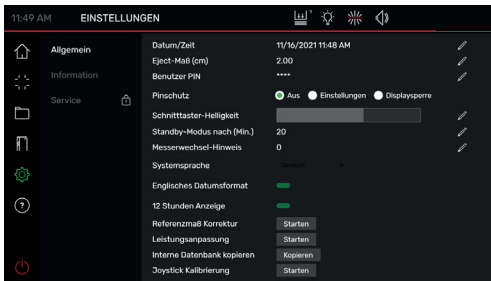 11:49 AM EINSTELLUNGEN 1
Allgemein
Information
Service
Datum/Zeit 11/16/2021 11:48 AM
Eject-Maß (cm) 2.00
Benutzer PIN ****
Pinschutz Aus Einstellungen Displaysperre
Schnitttaster-Helligkeit
Standby-Modus nach (Min.) 20
Messerwechsel-Hinweis 0
Systemsprache Deutsch
Englisches Datumsformat
12 Stunden Anzeige
Referenzmaß Korrektur Starten
Leistungsanpassung Starten
Interne Datenbank kopieren Kopieren
Joystick Kalibrierung Starten
?